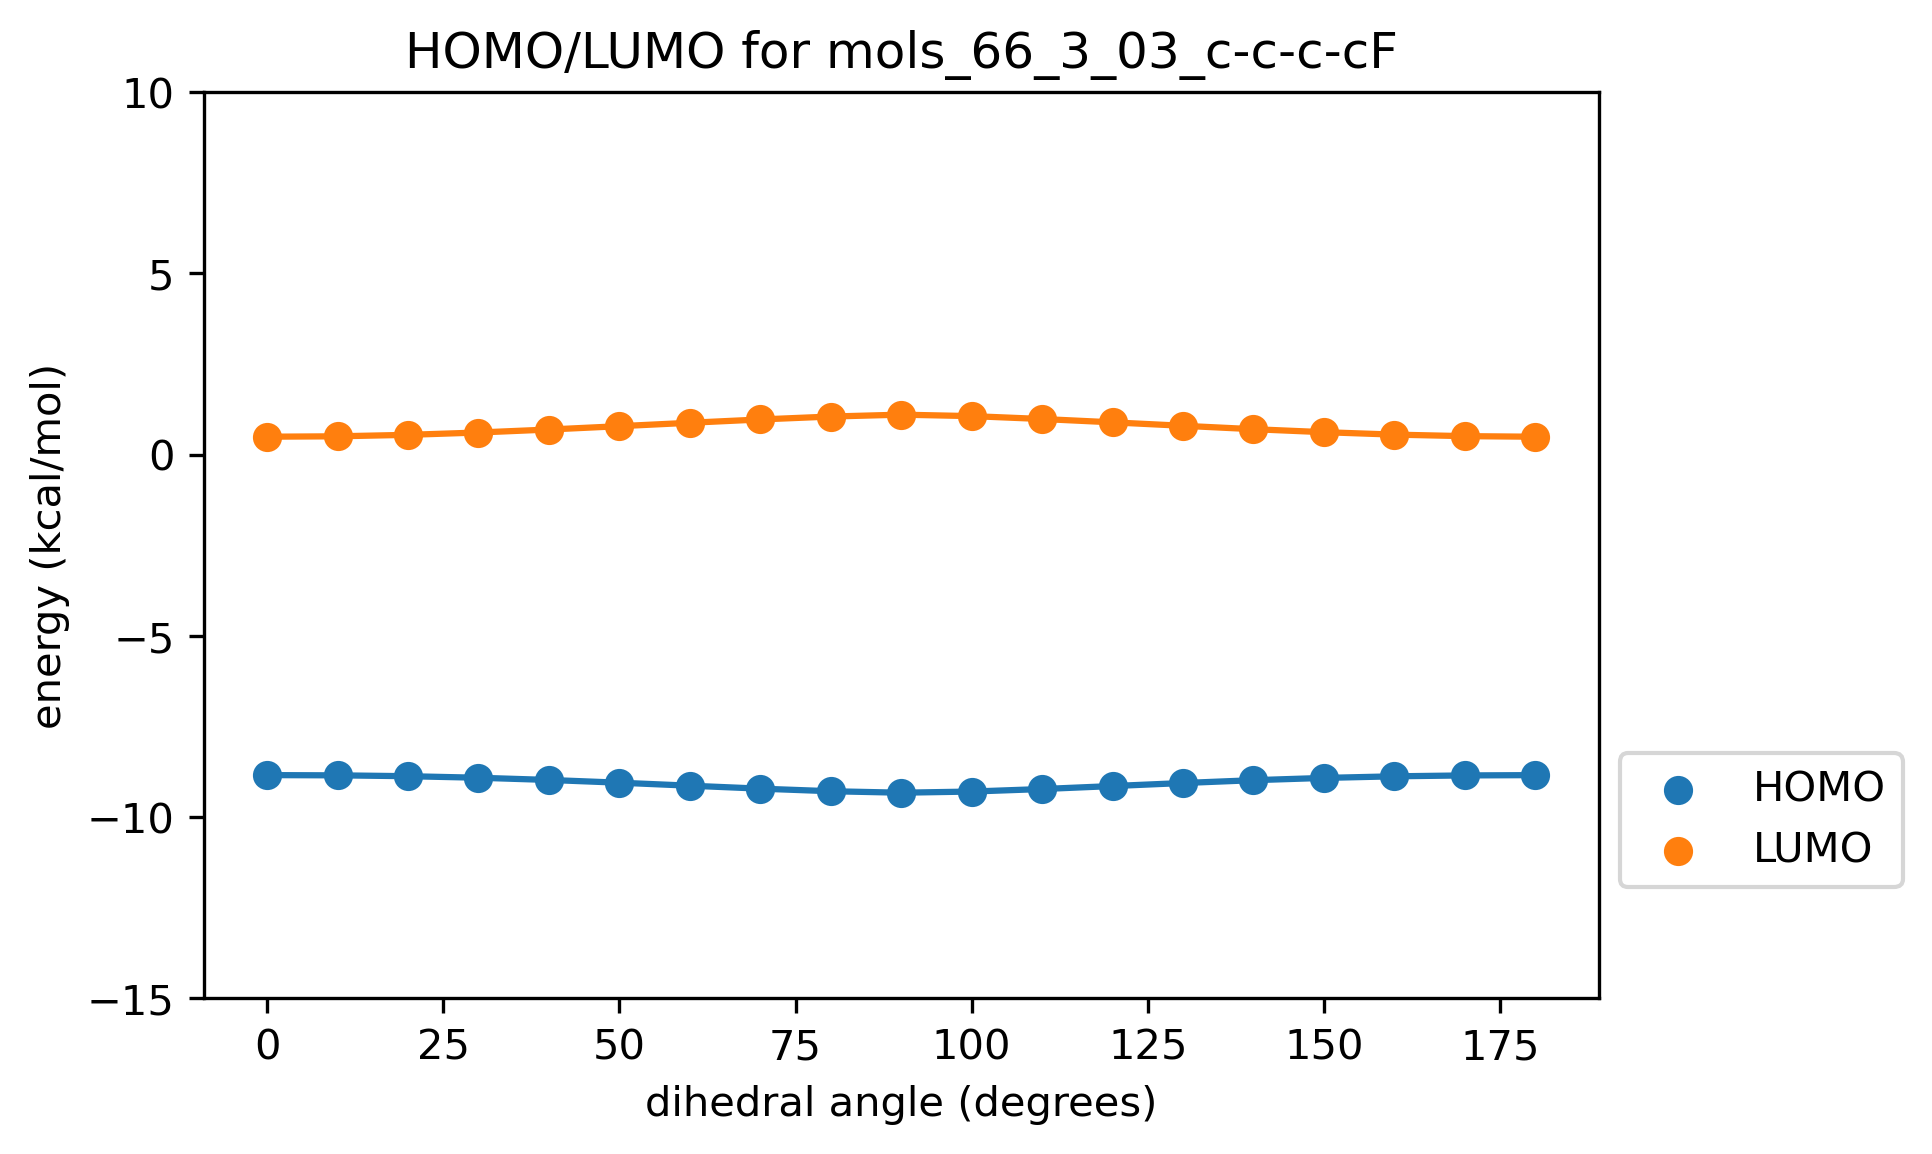 HOMO/LUMO for mols_66_3_03_c-c-c-cF
10
5
0
−5
−10
−15
energy (kcal/mol)
0 25 50 75 100 125 150 175
dihedral angle (degrees)
HOMO
LUMO